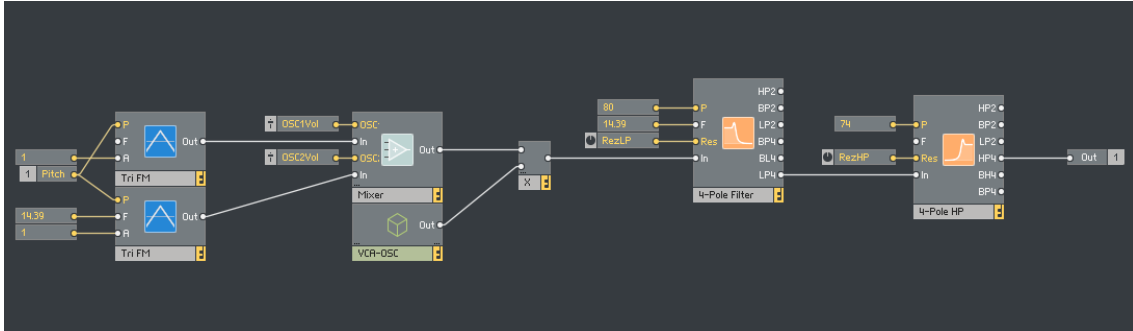 1
1 Pitch
14.39
1
P
F
A
Out
Tri FM
P
F
A
Out
Tri FM
OSC1Vol
OSC2Vol
OSC
In
OSC2
In
Out
...
Mixer
...
Out
...
VCA-OSC
...
X
80
14.39
RezLP
P
F
Res
In
HP2
BP2
LP2
BP4
BL4
LP4
4-Pole Filter
74
RezHP
P
F
Res
In
HP2
BP2
LP2
HP4
BH4
BP4
4-Pole HP
Out 1